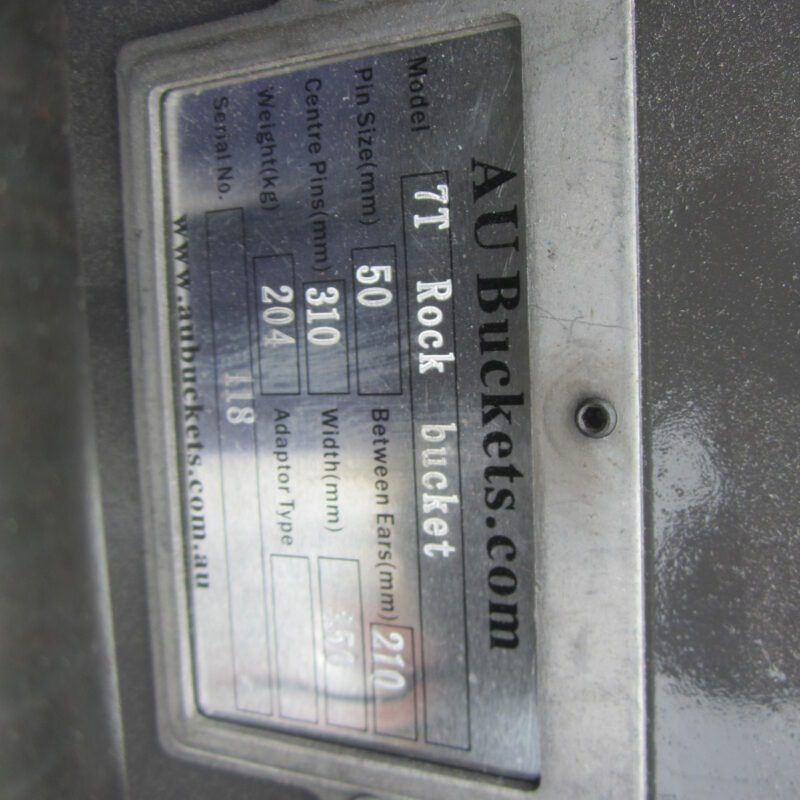 AU Buckets.com
Model 7T Rock bucket
Pin Size(mm) 50 Between Ears(mm) 210
Centre Pins(mm) 310 Width(mm)
Weight(kg) 204 Adaptor Type
Serial No. 118
www.aubuckets.com.au